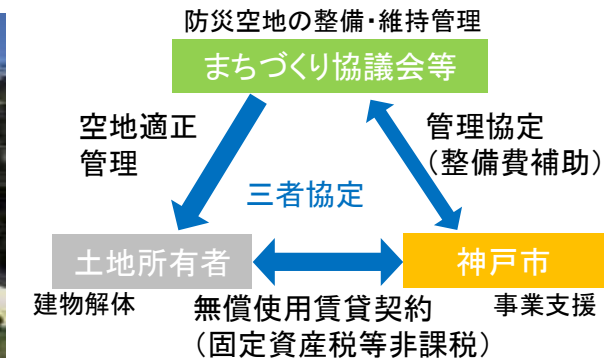 防災空地の整備・維持管理
まちづくり協議会等
空地適正
管理
管理協定
（整備費補助）
三者協定
土地所有者
神戸市
建物解体
無償使用賃貸契約
（固定資産税等非課税）
事業支援